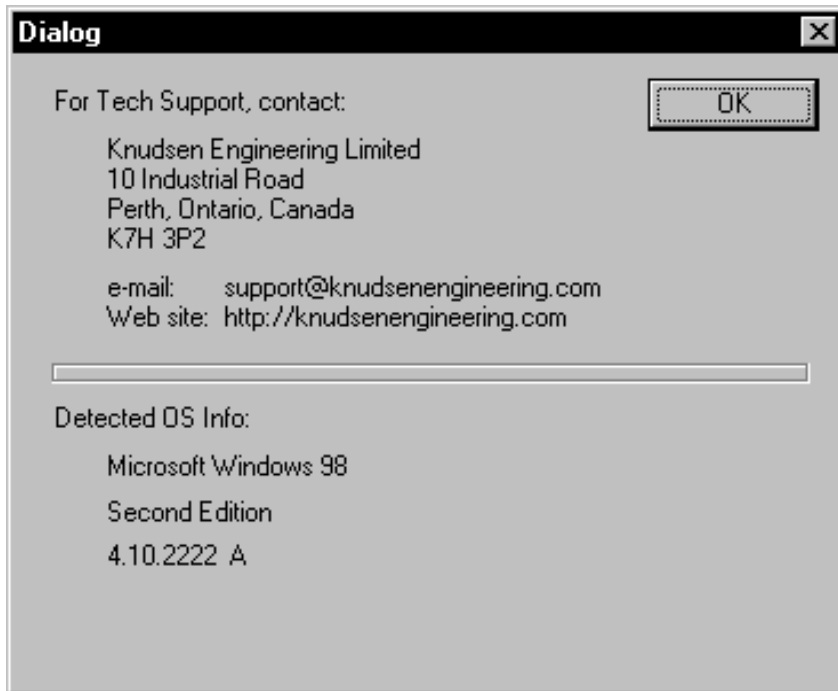 Dialog
For Tech Support, contact:
OK
Knudsen Engineering Limited
10 Industrial Road
Perth, Ontario, Canada
K7H 3P2
e-mail: support@knudsenengineering.com
Web site: http://knudsenengineering.com
Detected OS Info:
Microsoft Windows 98
Second Edition
4.10.2222 A